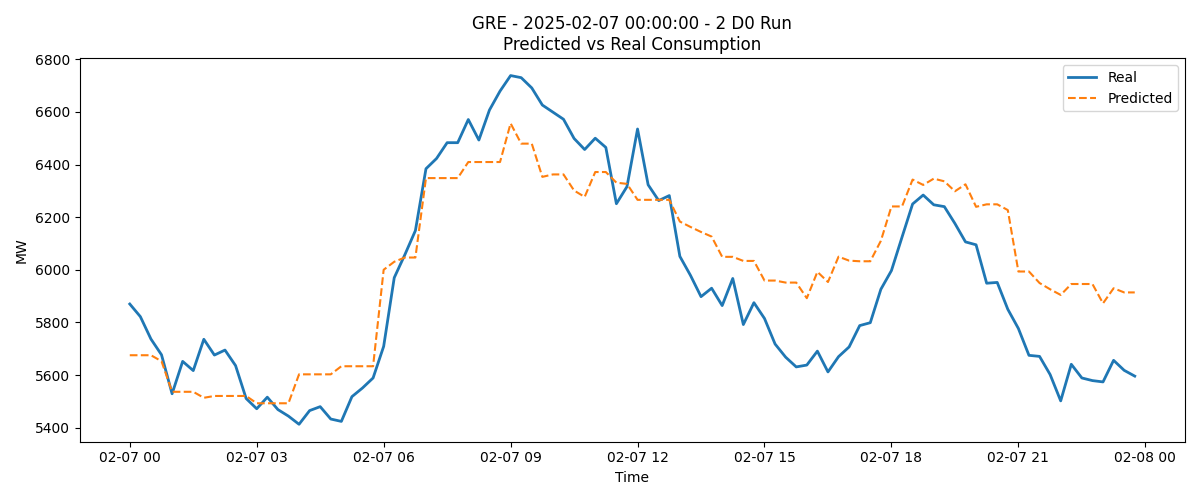 GRE - 2025-02-07 00:00:00 - 2 D0 Run
Predicted vs Real Consumption
6800
6600
6400
6200
6000
5800
5600
5400
MW
Real
Predicted
02-07 00
02-07 03
02-07 06
02-07 09
02-07 12
02-07 15
02-07 18
02-07 21
02-08 00
Time